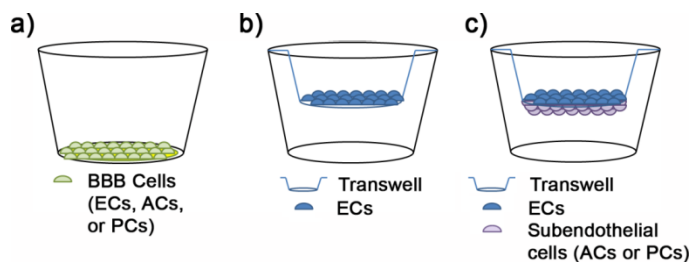 a)
b)
c)
BBB Cells
(ECs, ACs,
or PCs)
Transwell
ECs
Transwell
ECs
Subendothelial
cells (ACs or PCs)